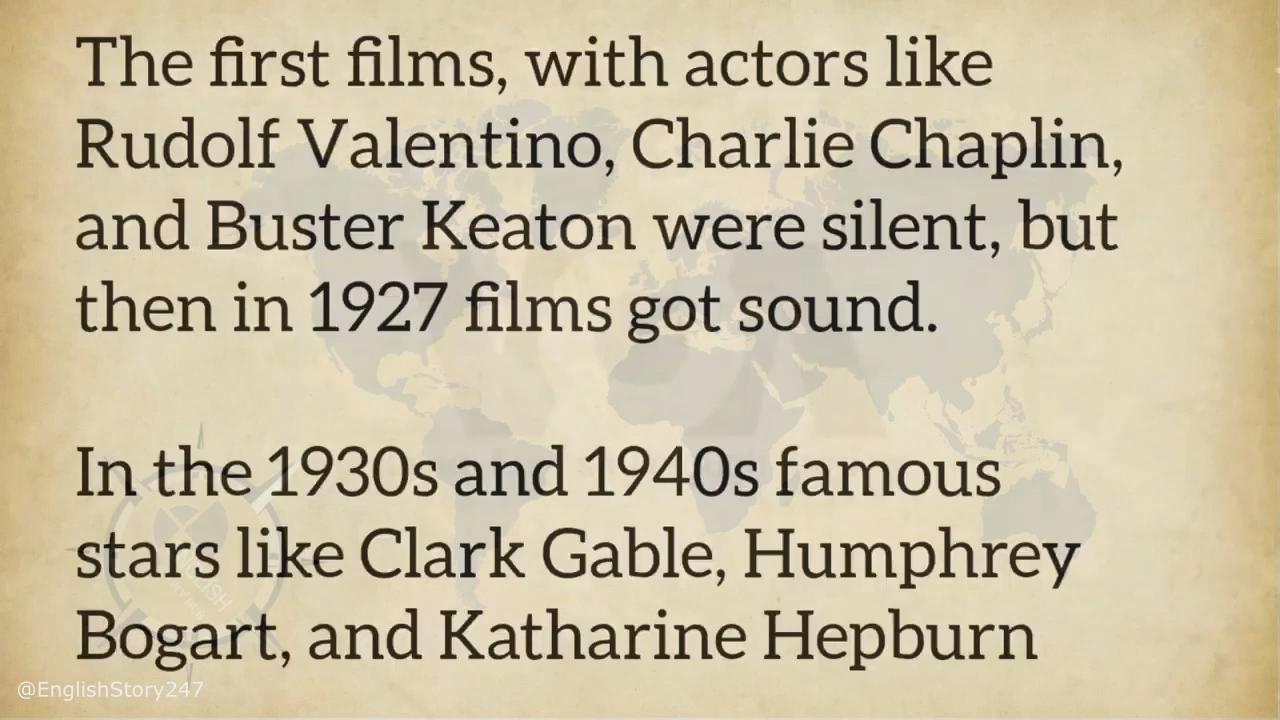 The first films, with actors like
Rudolf Valentino, Charlie Chaplin,
and Buster Keaton were silent, but
then in 1927 films got sound.
In the 1930s and 1940s famous
stars like Clark Gable, Humphrey
Bogart, and Katharine Hepburn
@EnglishStory247